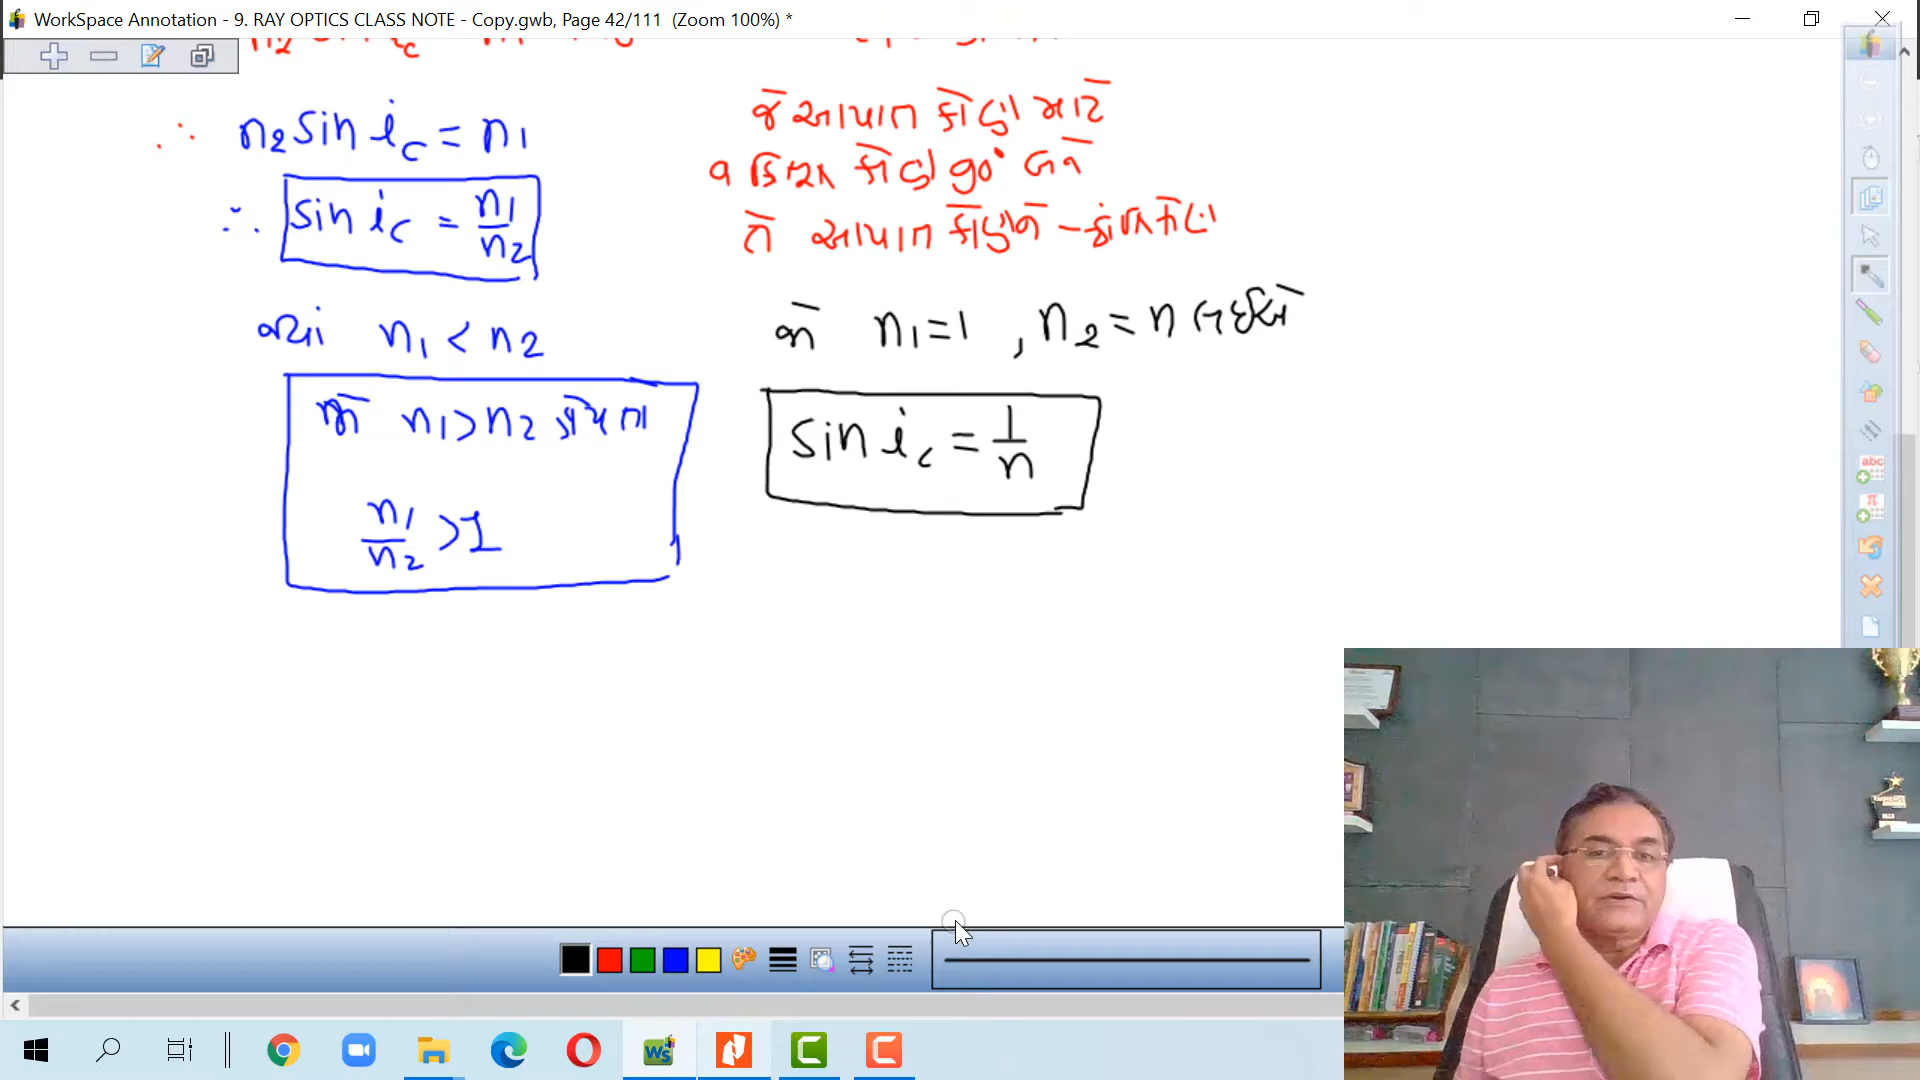 WorkSpace Annotation - 9. RAY OPTICS CLASS NOTE - Copy.gwb, Page 42/111 (Zoom 100%) *
∴ n₂ sin i_c = n₁
∴ sin i_c = n₁/n₂
જ્યાં n₁ < n₂
જો n₁ > n₂ હોય તો
n₁/n₂ > 1
જે આપાત કોણ માટે
વક્રીભૂત કોણ 90° બને
તે આપાત કોણને - ક્રાંતિકોણ
જો n₁ = 1 , n₂ = n લઈએ
sin i_c = 1/n
abc
π
WS